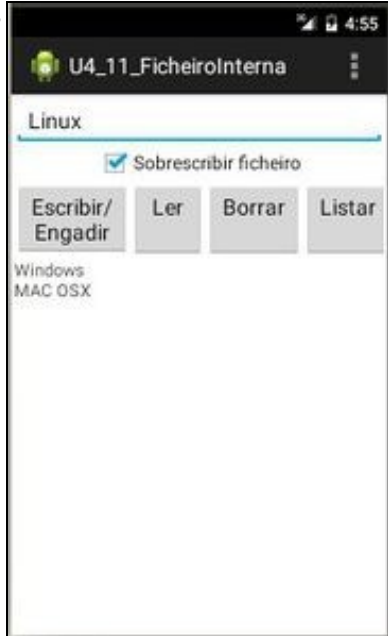 4:55
U4_11_FicheiroInterna
Linux
Sobrescribir ficheiro
Escribir/
Engadir
Ler
Borrar
Listar
Windows
MAC OSX